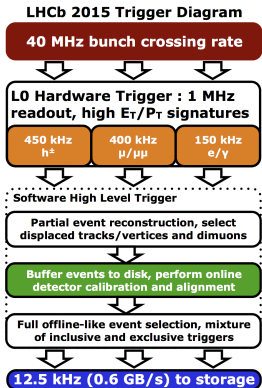 LHCb 2015 Trigger Diagram
40 MHz bunch crossing rate
L0 Hardware Trigger : 1 MHz
readout, high ET/PT signatures
450 kHz
h±
400 kHz
μ/μμ
150 kHz
e/γ
Software High Level Trigger
Partial event reconstruction, select
displaced tracks/vertices and dimuons
Buffer events to disk, perform online
detector calibration and alignment
Full offline-like event selection, mixture
of inclusive and exclusive triggers
12.5 kHz (0.6 GB/s) to storage